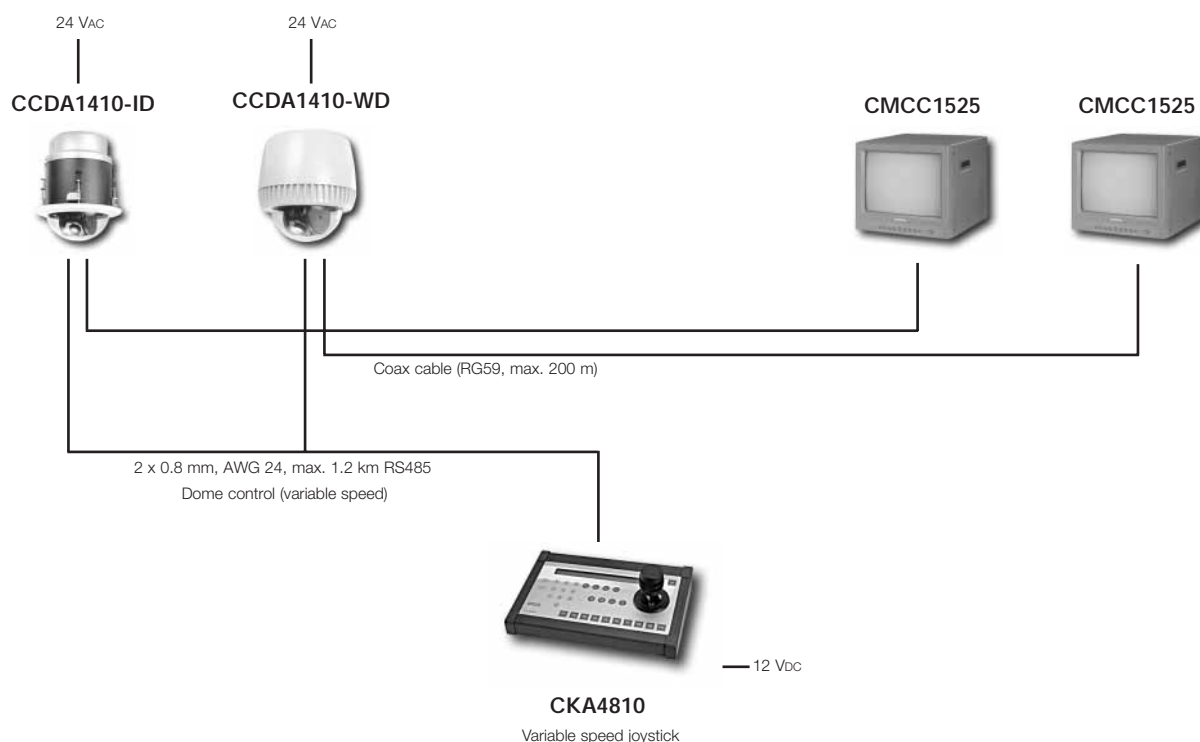 24 VAC
24 VAC
CCDA1410-ID
CCDA1410-WD
CMCC1525
CMCC1525
Coax cable (RG59, max. 200 m)
2 x 0.8 mm, AWG 24, max. 1.2 km RS485
Dome control (variable speed)
12 VDC
CKA4810
Variable speed joystick